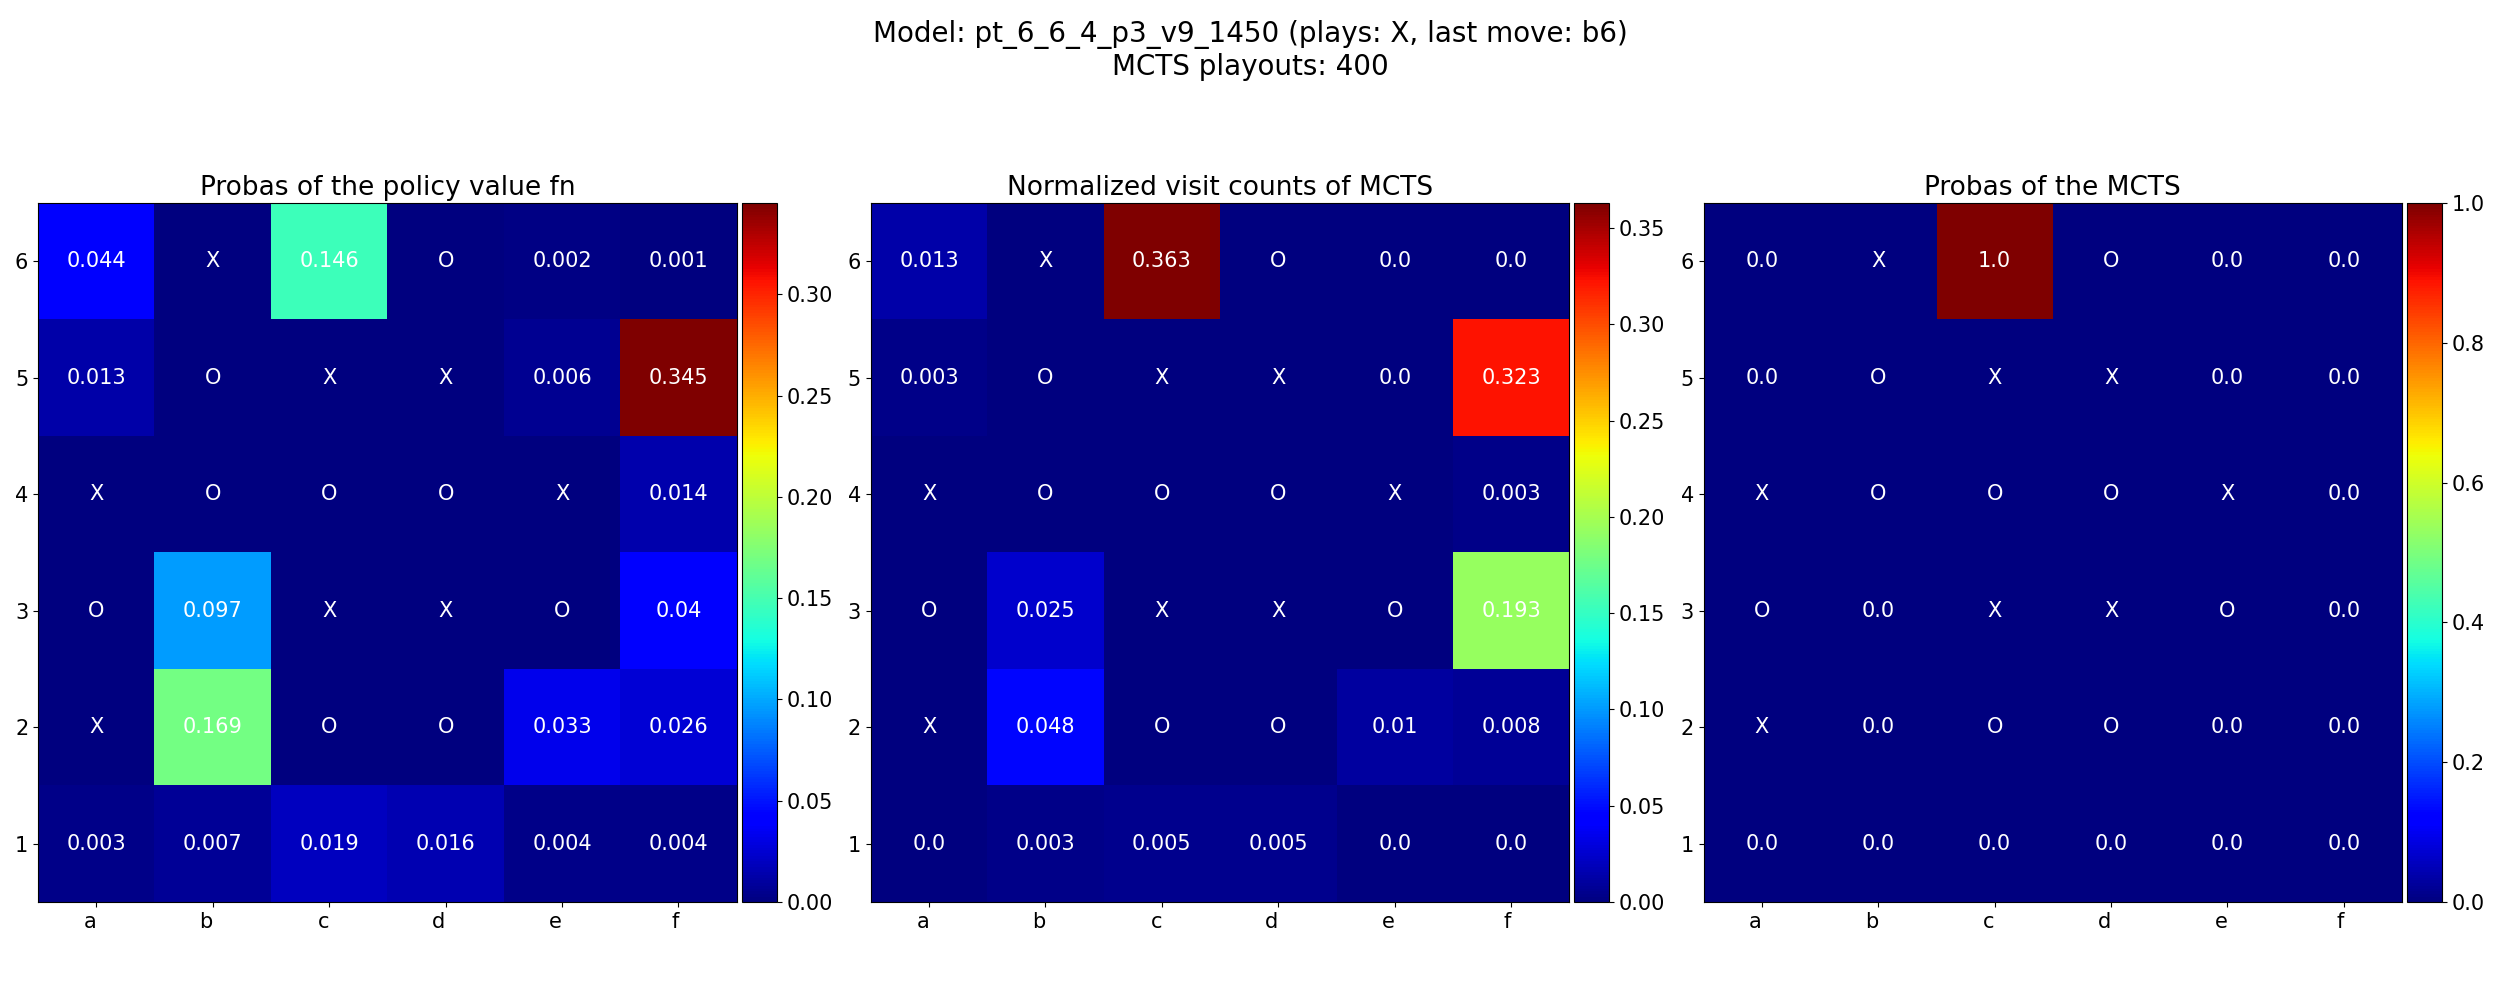 Model: pt_6_6_4_p3_v9_1450 (plays: X, last move: b6)
MCTS playouts: 400
Probas of the policy value fn
6 0.044 X 0.146 O 0.002 0.001
5 0.013 O X X 0.006 0.345
4 X O O O X 0.014
3 O 0.097 X X O 0.04
2 X 0.169 O O 0.033 0.026
1 0.003 0.007 0.019 0.016 0.004 0.004
a b c d e f
0.30
0.25
0.20
0.15
0.10
0.05
0.00
Normalized visit counts of MCTS
6 0.013 X 0.363 O 0.0 0.0
5 0.003 O X X 0.0 0.323
4 X O O O X 0.003
3 O 0.025 X X O 0.193
2 X 0.048 O O 0.01 0.008
1 0.0 0.003 0.005 0.005 0.0 0.0
a b c d e f
0.35
0.30
0.25
0.20
0.15
0.10
0.05
0.00
Probas of the MCTS
6 0.0 X 1.0 O 0.0 0.0
5 0.0 O X X 0.0 0.0
4 X O O O X 0.0
3 O 0.0 X X O 0.0
2 X 0.0 O O 0.0 0.0
1 0.0 0.0 0.0 0.0 0.0 0.0
a b c d e f
1.0
0.8
0.6
0.4
0.2
0.0